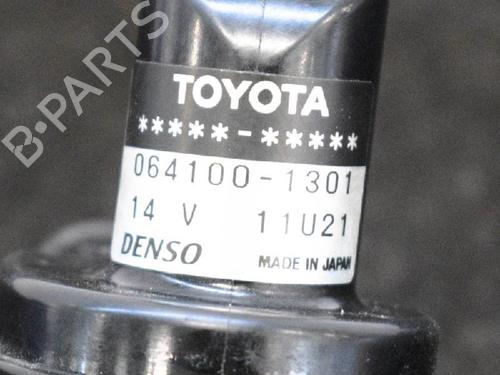 B-PARTS
TOYOTA
*****-*****
064100-1301
14 V 11U21
DENSO MADE IN JAPAN